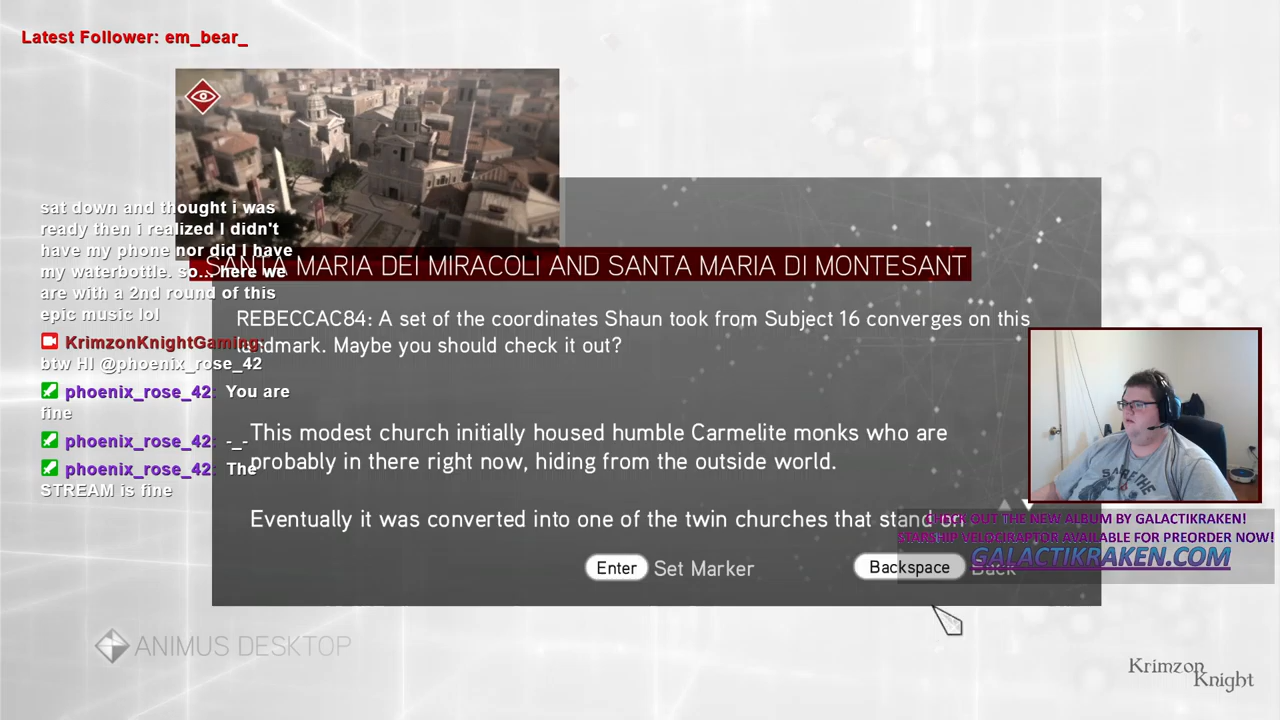 Latest Follower: em_bear_
sat down and thought i was
ready then i realized I didn't
have my phone nor did I have
my waterbottle. so... here we
are with a 2nd round of this
epic music lol
KrimzonKnightGaming:
btw HI @phoenix_rose_42
phoenix_rose_42: You are
fine
phoenix_rose_42: -_-
phoenix_rose_42: The
STREAM is fine
SANTA MARIA DEI MIRACOLI AND SANTA MARIA DI MONTESANT
REBECCAC84: A set of the coordinates Shaun took from Subject 16 converges on this
landmark. Maybe you should check it out?
This modest church initially housed humble Carmelite monks who are
probably in there right now, hiding from the outside world.
Eventually it was converted into one of the twin churches that stand on
Enter Set Marker
Backspace Back
CHECK OUT THE NEW ALBUM BY GALACTIKRAKEN!
STARSHIP VELOCIRAPTOR AVAILABLE FOR PREORDER NOW!
GALACTIKRAKEN.COM
ANIMUS DESKTOP
Krimzon
Knight